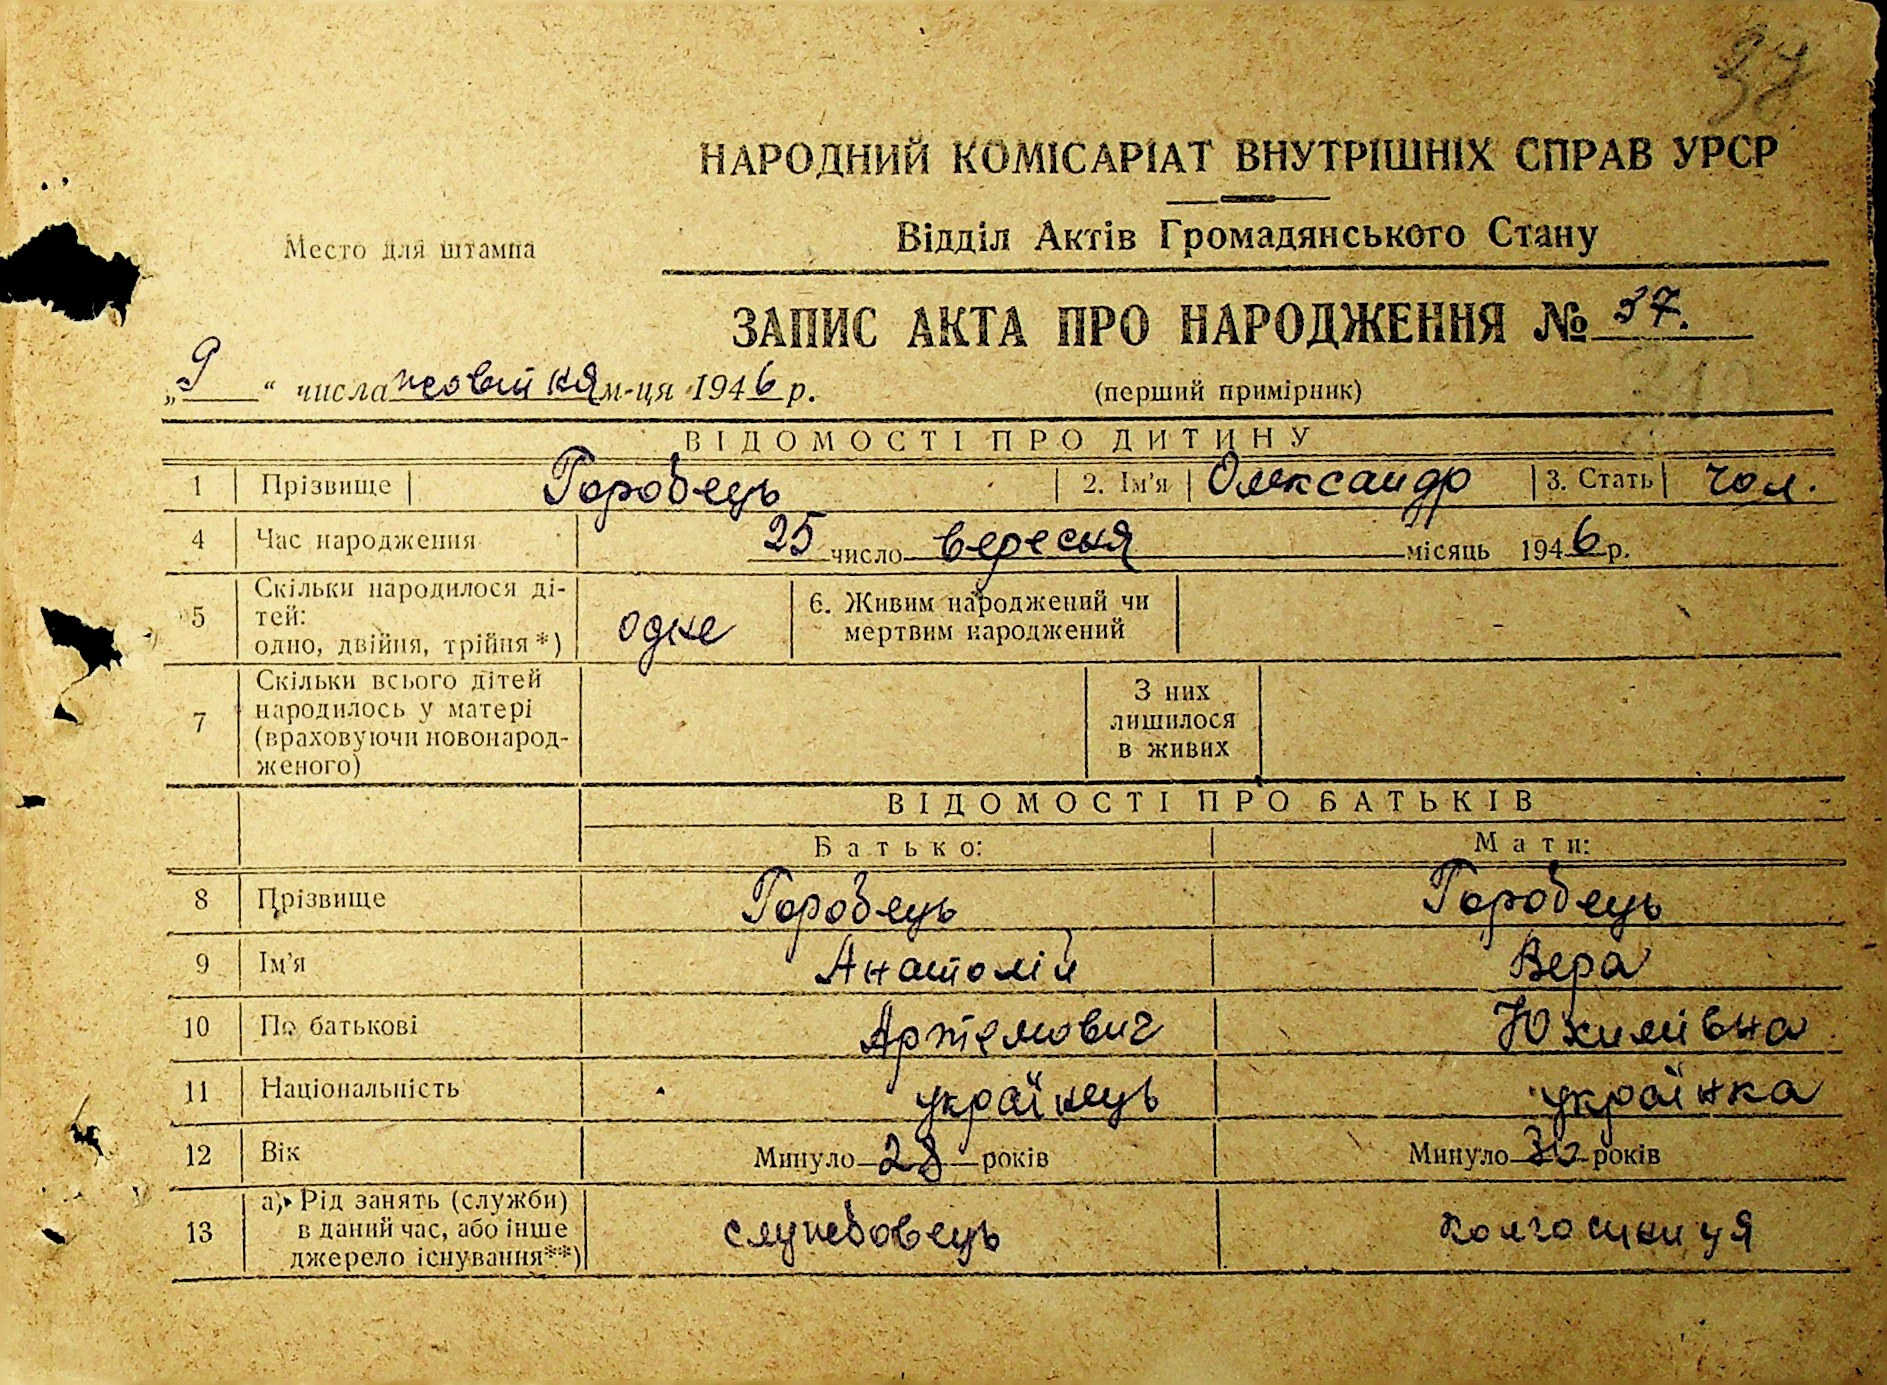 37
НАРОДНИЙ КОМІСАРІАТ ВНУТРІШНІХ СПРАВ УРСР
Место для штампа
Відділ Актів Громадянського Стану
ЗАПИС АКТА ПРО НАРОДЖЕННЯ № 37.
„9“ числа жовтня м-ця 1946 р. (перший примірник)
ВІДОМОСТІ ПРО ДИТИНУ
1 Прізвище Горобець 2. Ім'я Олександр 3. Стать чол.
4 Час народження 25 число вересня місяць 1946 р.
5 Скільки народилося ді-
тей:
одно, двійня, трійня *) одне 6. Живим народжений чи
мертвим народжений
7 Скільки всього дітей
народилось у матері
(враховуючи новонарод-
женого)
З них
лишилося
в живих
ВІДОМОСТІ ПРО БАТЬКІВ
Батько: Мати:
8 Прізвище Горобець Горобець
9 Ім'я Анатолій Вера
10 По батькові Артемович Юхимівна
11 Національність українець українка
12 Вік Минуло 28 років Минуло років
13 а) Рід занять (служби)
в даний час, або інше
джерело існування**) службовець колгоспниця